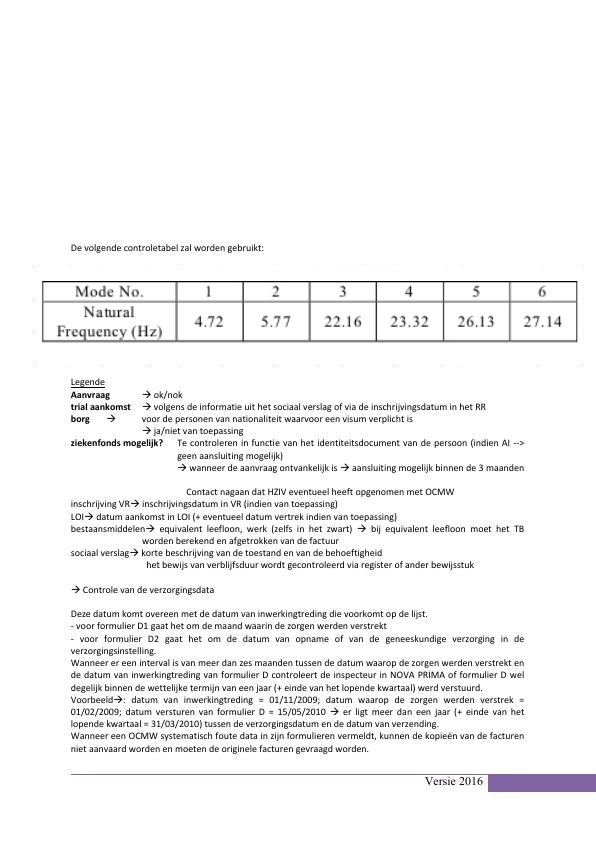 De volgende controletabel zal worden gebruikt:
Mode No. 1 2 3 4 5 6
Natural
Frequency (Hz) 4.72 5.77 22.16 23.32 26.13 27.14
Legende
Aanvraag → ok/nok
trial aankomst → volgens de informatie uit het sociaal verslag of via de inschrijvingsdatum in het RR
borg → voor de personen van nationaliteit waarvoor een visum verplicht is
→ ja/niet van toepassing
ziekenfonds mogelijk? Te controleren in functie van het identiteitsdocument van de persoon (indien AI -->
geen aansluiting mogelijk)
→ wanneer de aanvraag ontvankelijk is → aansluiting mogelijk binnen de 3 maanden
Contact nagaan dat HZIV eventueel heeft opgenomen met OCMW
inschrijving VR→ inschrijvingsdatum in VR (indien van toepassing)
LOI→ datum aankomst in LOI (+ eventueel datum vertrek indien van toepassing)
bestaansmiddelen→ equivalent leefloon, werk (zelfs in het zwart) → bij equivalent leefloon moet het TB
worden berekend en afgetrokken van de factuur
sociaal verslag→ korte beschrijving van de toestand en van de behoeftigheid
het bewijs van verblijfsduur wordt gecontroleerd via register of ander bewijsstuk
→ Controle van de verzorgingsdata
Deze datum komt overeen met de datum van inwerkingtreding die voorkomt op de lijst.
- voor formulier D1 gaat het om de maand waarin de zorgen werden verstrekt
- voor formulier D2 gaat het om de datum van opname of van de geneeskundige verzorging in de
verzorgingsinstelling.
Wanneer er een interval is van meer dan zes maanden tussen de datum waarop de zorgen werden verstrekt en
de datum van inwerkingtreding van formulier D controleert de inspecteur in NOVA PRIMA of formulier D wel
degelijk binnen de wettelijke termijn van een jaar (+ einde van het lopende kwartaal) werd verstuurd.
Voorbeeld→: datum van inwerkingtreding = 01/11/2009; datum waarop de zorgen werden verstrek =
01/02/2009; datum versturen van formulier D = 15/05/2010 → er ligt meer dan een jaar (+ einde van het
lopende kwartaal = 31/03/2010) tussen de verzorgingsdatum en de datum van verzending.
Wanneer een OCMW systematisch foute data in zijn formulieren vermeldt, kunnen de kopieën van de facturen
niet aanvaard worden en moeten de originele facturen gevraagd worden.
Versie 2016